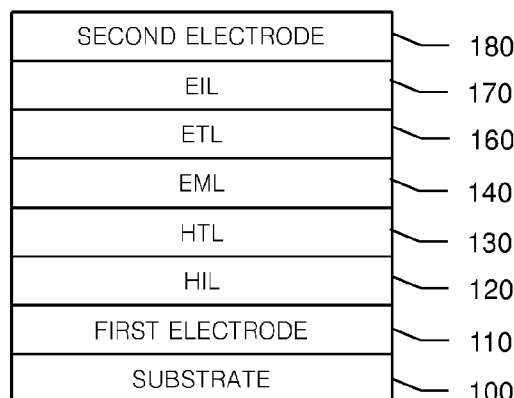 SECOND ELECTRODE 180
EIL 170
ETL 160
EML 140
HTL 130
HIL 120
FIRST ELECTRODE 110
SUBSTRATE 100